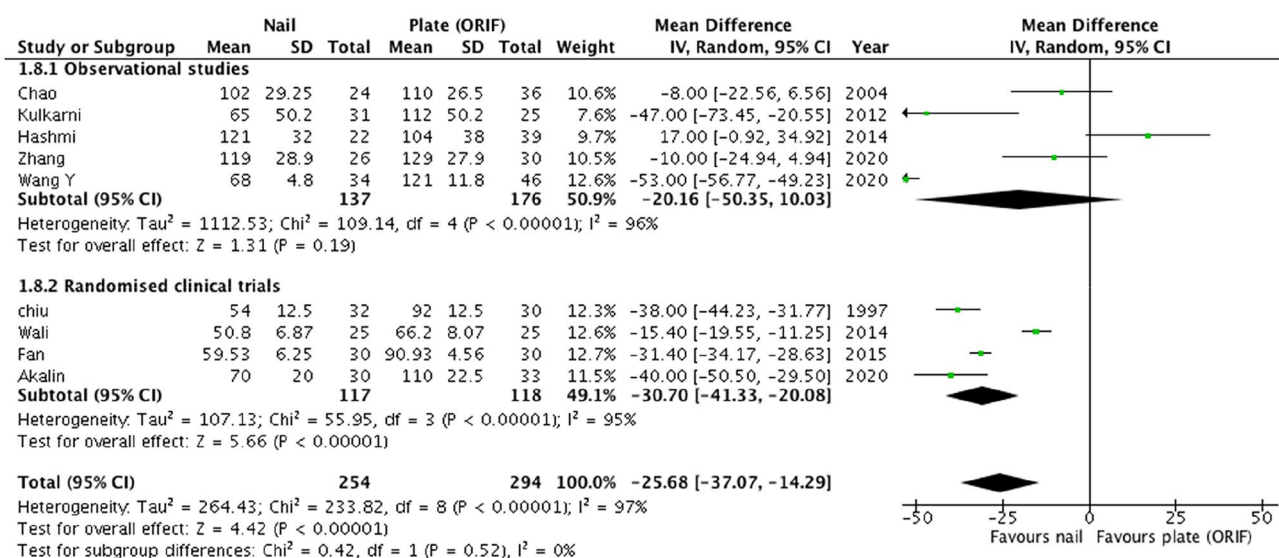 Nail Plate (ORIF) Mean Difference Mean Difference
Study or Subgroup Mean SD Total Mean SD Total Weight IV, Random, 95% CI Year IV, Random, 95% CI
1.8.1 Observational studies
Chao 102 29.25 24 110 26.5 36 10.6% -8.00 [-22.56, 6.56] 2004
Kulkarni 65 50.2 31 112 50.2 25 7.6% -47.00 [-73.45, -20.55] 2012
Hashmi 121 32 22 104 38 39 9.7% 17.00 [-0.92, 34.92] 2014
Zhang 119 28.9 26 129 27.9 30 10.5% -10.00 [-24.94, 4.94] 2020
Wang Y 68 4.8 34 121 11.8 46 12.6% -53.00 [-56.77, -49.23] 2020
Subtotal (95% CI) 137 176 50.9% -20.16 [-50.35, 10.03]
Heterogeneity: Tau² = 1112.53; Chi² = 109.14, df = 4 (P < 0.00001); I² = 96%
Test for overall effect: Z = 1.31 (P = 0.19)
1.8.2 Randomised clinical trials
chiu 54 12.5 32 92 12.5 30 12.3% -38.00 [-44.23, -31.77] 1997
Wali 50.8 6.87 25 66.2 8.07 25 12.6% -15.40 [-19.55, -11.25] 2014
Fan 59.53 6.25 30 90.93 4.56 30 12.7% -31.40 [-34.17, -28.63] 2015
Akalin 70 20 30 110 22.5 33 11.5% -40.00 [-50.50, -29.50] 2020
Subtotal (95% CI) 117 118 49.1% -30.70 [-41.33, -20.08]
Heterogeneity: Tau² = 107.13; Chi² = 55.95, df = 3 (P < 0.00001); I² = 95%
Test for overall effect: Z = 5.66 (P < 0.00001)
Total (95% CI) 254 294 100.0% -25.68 [-37.07, -14.29]
Heterogeneity: Tau² = 264.43; Chi² = 233.82, df = 8 (P < 0.00001); I² = 97%
Test for overall effect: Z = 4.42 (P < 0.00001)
Test for subgroup differences: Chi² = 0.42, df = 1 (P = 0.52), I² = 0%
-50 -25 0 25 50
Favours nail Favours plate (ORIF)